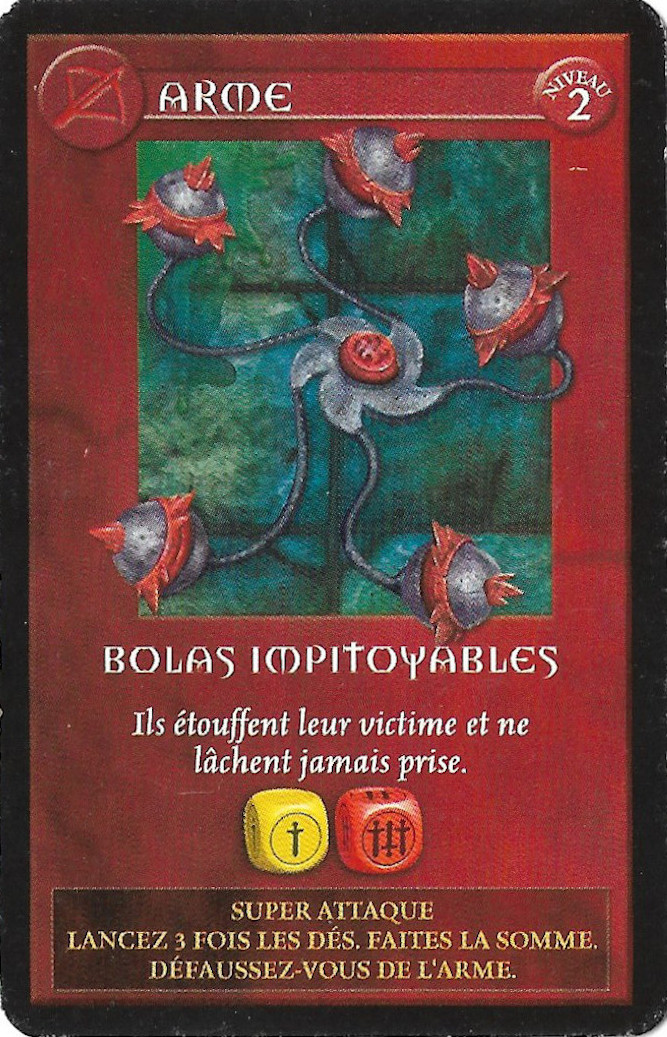 ARME
NIVEAU
2
BOLAS IMPITOYABLES
Ils étouffent leur victime et ne
lâchent jamais prise.
SUPER ATTAQUE
LANCEZ 3 FOIS LES DÉS. FAITES LA SOMME.
DÉFAUSSEZ-VOUS DE L'ARME.